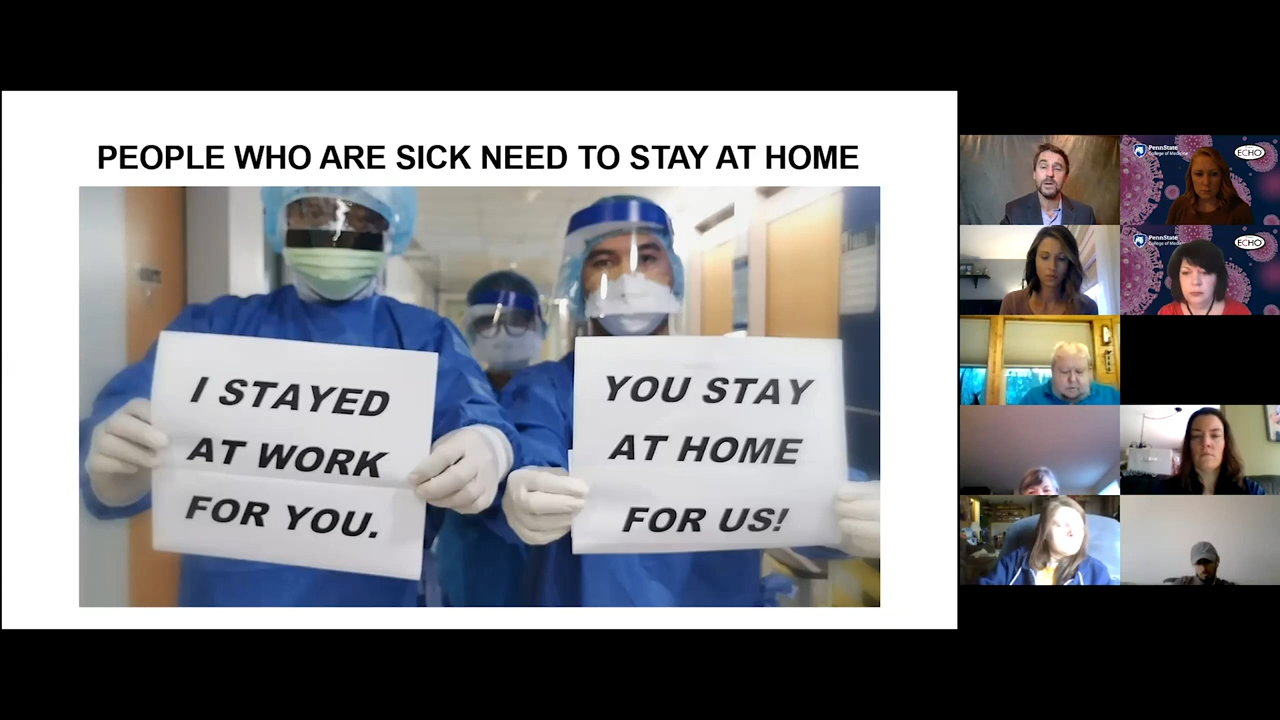 PEOPLE WHO ARE SICK NEED TO STAY AT HOME
I STAYED
AT WORK
FOR YOU.
YOU STAY
AT HOME
FOR US!
PennState
College of Medicine
ECHO
PennState
College of Medicine
ECHO